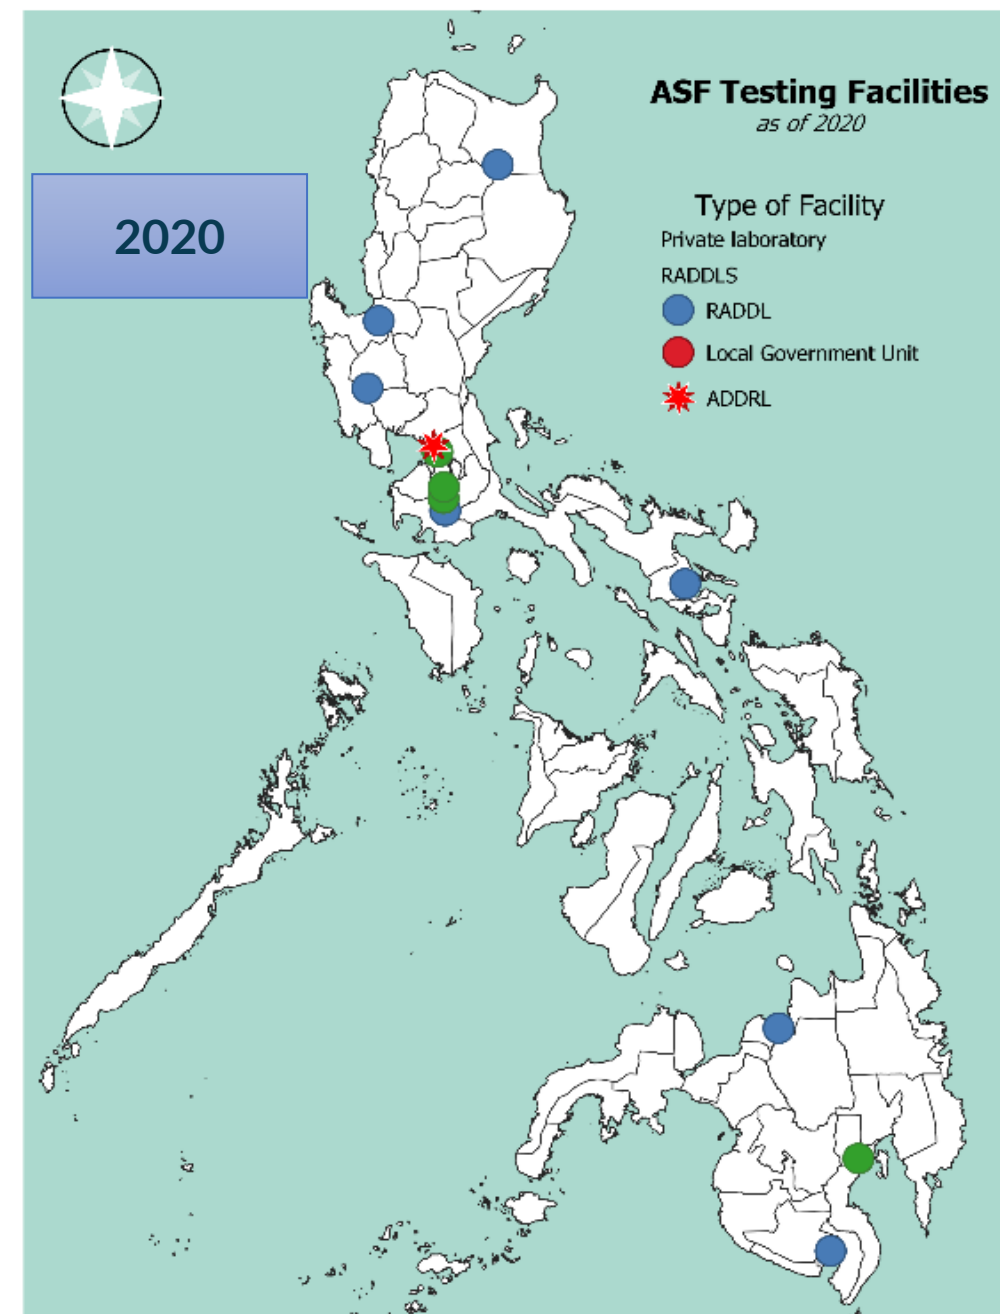 ASF Testing Facilities
as of 2020
2020
Type of Facility
Private laboratory
RADDLS
RADDL
Local Government Unit
ADDRL